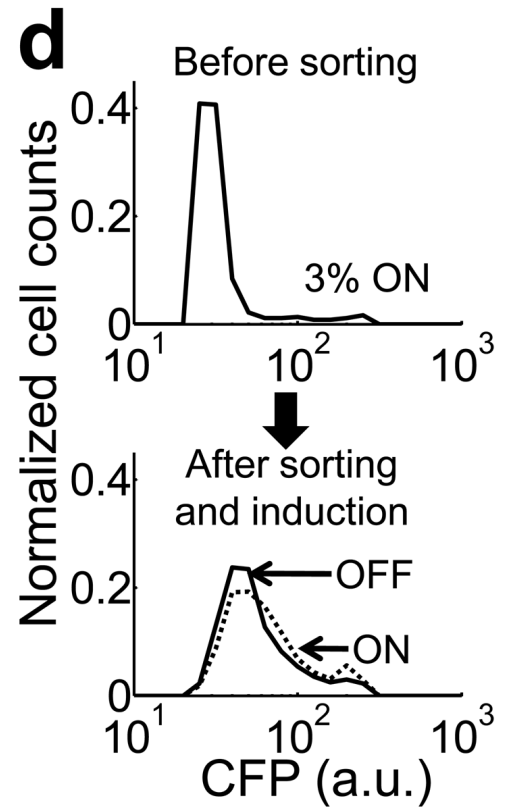 d
Before sorting
Normalized cell counts
0.4
0.2
3% ON
0
10^1 10^2 10^3
After sorting
and induction
0.4
OFF
0.2
ON
0
10^1 10^2 10^3
CFP (a.u.)